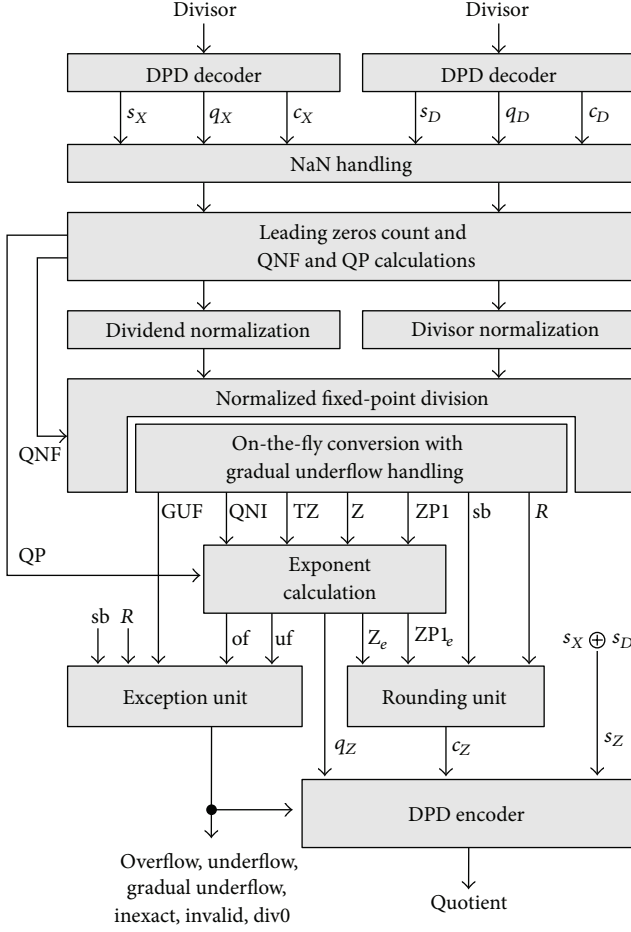 Divisor
Divisor
DPD decoder
DPD decoder
s_X
q_X
c_X
s_D
q_D
c_D
NaN handling
Leading zeros count and
QNF and QP calculations
Dividend normalization
Divisor normalization
Normalized fixed-point division
On-the-fly conversion with
gradual underflow handling
QNF
GUF
QNI
TZ
Z
ZP1
sb
R
QP
Exponent
calculation
sb
R
of
uf
Z_e
ZP1_e
s_X ⊕ s_D
Exception unit
Rounding unit
q_Z
c_Z
s_Z
DPD encoder
Overflow, underflow,
gradual underflow,
inexact, invalid, div0
Quotient